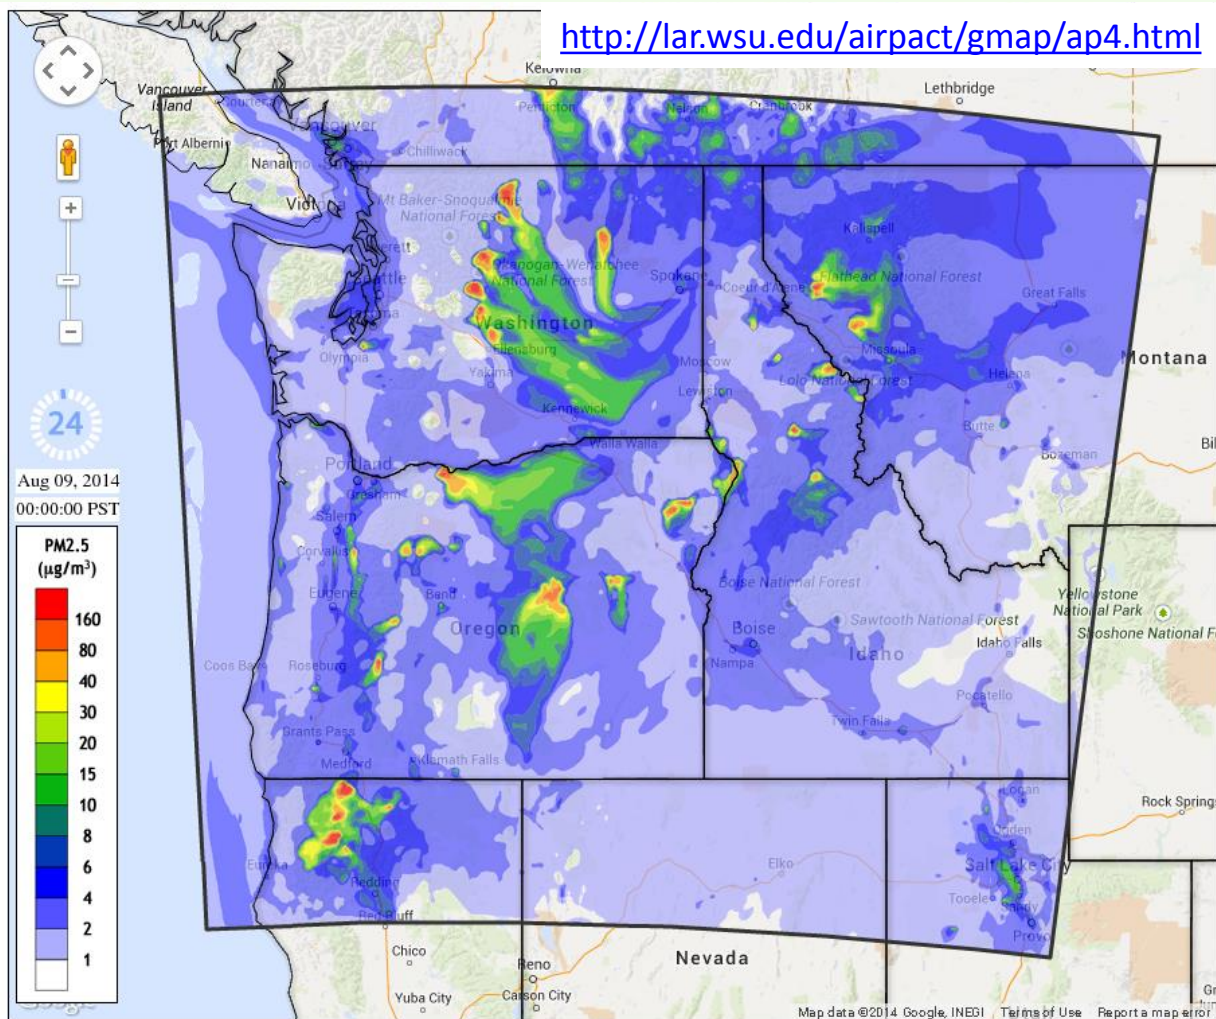 http://lar.wsu.edu/airpact/gmap/ap4.html
Kelowna
Lethbridge
Vancouver
Island
Courtenay
Penticton
Nelson
Cranbrook
Vancouver
Port Alberni
Chilliwack
Nanaimo
Surrey
Victoria
Mt Baker-Snoqualmie
National Forest
Kalispell
Everett
Okanogan-Wenatchee
National Forest
Spokane
Coeur d'Alene
Flathead National Forest
Seattle
Great Falls
Tacoma
Washington
Olympia
Ellensburg
Yakima
Moscow
Missoula
Montana
Lewiston
Lolo National Forest
Helena
Kennewick
Butte
Walla Walla
Bozeman
Bil
24
Portland
Gresham
Aug 09, 2014
00:00:00 PST
Salem
Corvallis
Eugene
Bend
Boise National Forest
Yellowstone
National Park
Oregon
Boise
Sawtooth National Forest
Shoshone National F
Idaho Falls
Idaho
Nampa
Coos Bay
Roseburg
Pocatello
Twin Falls
Grants Pass
Medford
Klamath Falls
Logan
Rock Springs
Ogden
Eureka
Elko
Salt Lake City
Redding
Tooele
Sandy
Red Bluff
Provo
Chico
Nevada
Reno
Yuba City
Carson City
PM2.5
(µg/m³)
160
80
40
30
20
15
10
8
6
4
2
1
Google
Map data ©2014 Google, INEGI
Terms of Use
Report a map error